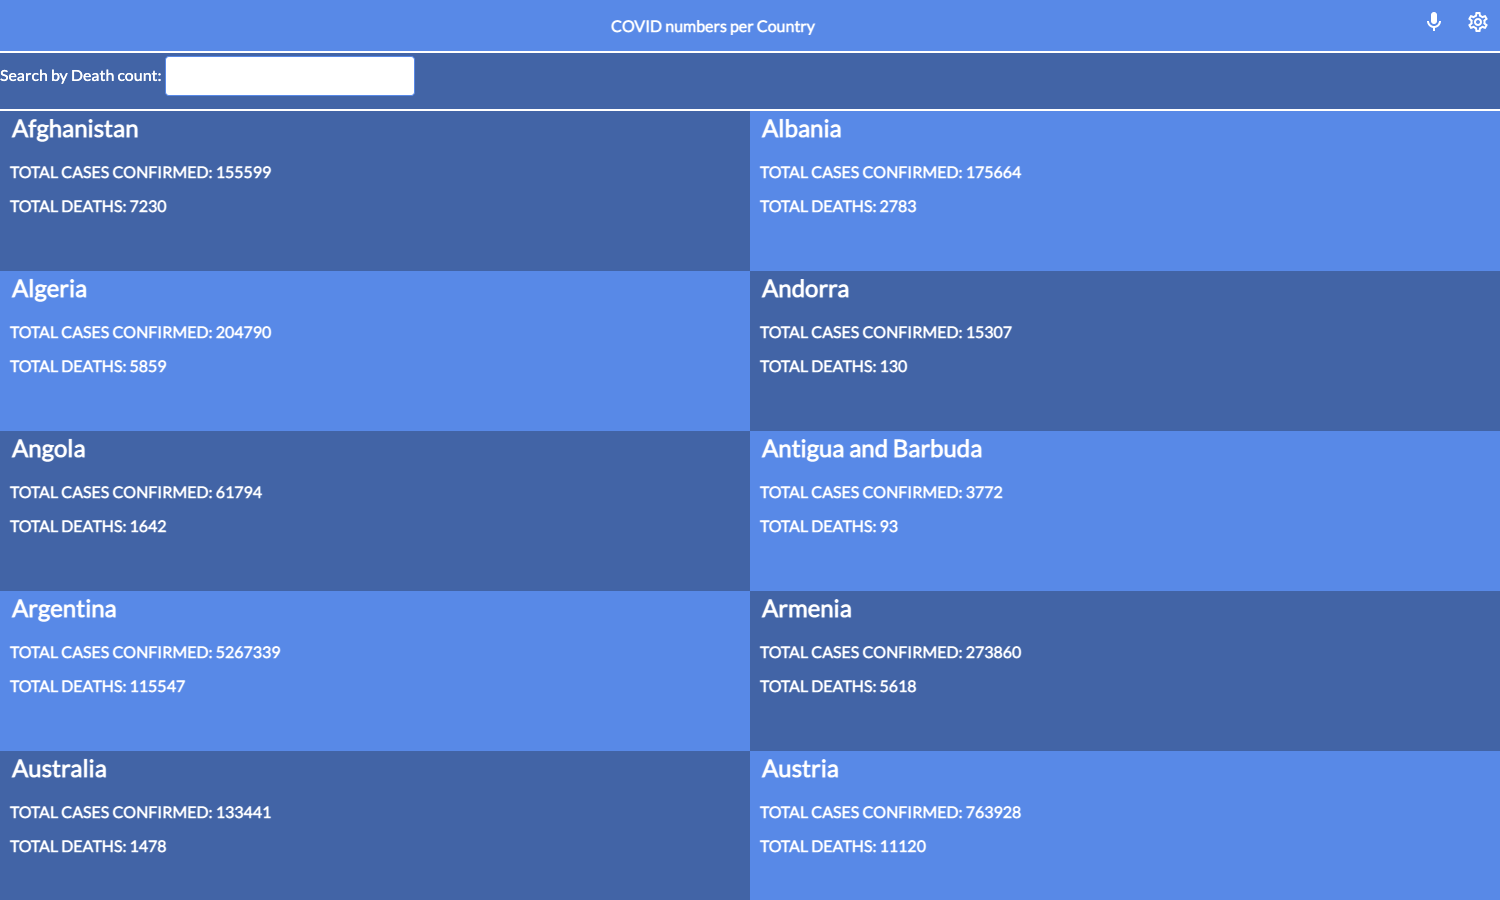 COVID numbers per Country
Search by Death count:
Afghanistan
TOTAL CASES CONFIRMED: 155599
TOTAL DEATHS: 7230
Albania
TOTAL CASES CONFIRMED: 175664
TOTAL DEATHS: 2783
Algeria
TOTAL CASES CONFIRMED: 204790
TOTAL DEATHS: 5859
Andorra
TOTAL CASES CONFIRMED: 15307
TOTAL DEATHS: 130
Angola
TOTAL CASES CONFIRMED: 61794
TOTAL DEATHS: 1642
Antigua and Barbuda
TOTAL CASES CONFIRMED: 3772
TOTAL DEATHS: 93
Argentina
TOTAL CASES CONFIRMED: 5267339
TOTAL DEATHS: 115547
Armenia
TOTAL CASES CONFIRMED: 273860
TOTAL DEATHS: 5618
Australia
TOTAL CASES CONFIRMED: 133441
TOTAL DEATHS: 1478
Austria
TOTAL CASES CONFIRMED: 763928
TOTAL DEATHS: 11120